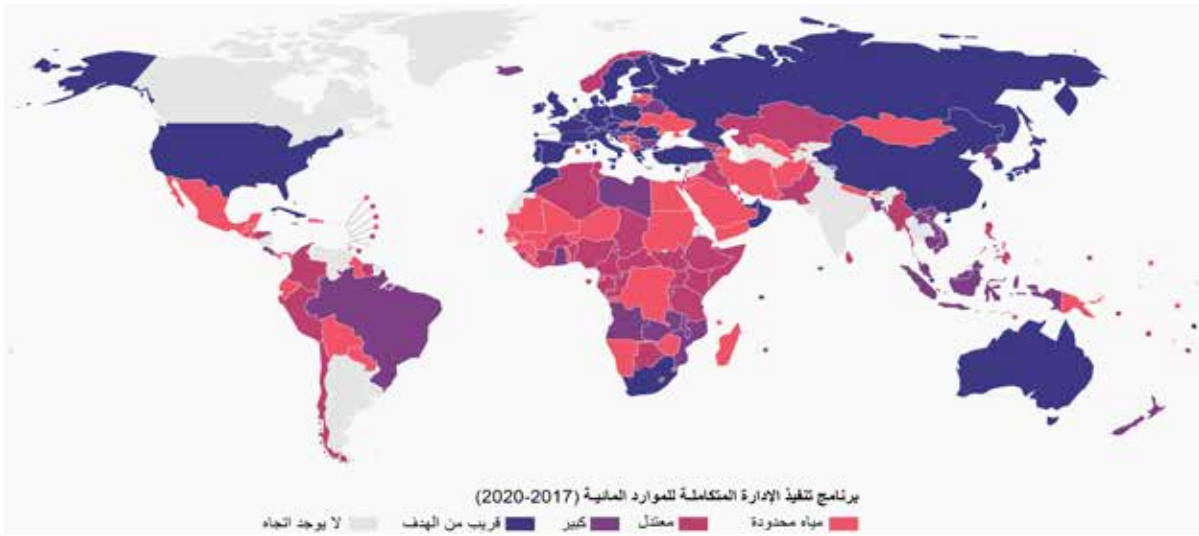 برنامج تنفيذ الإدارة المتكاملة للموارد المائية (2017-2020)
مياه محدودة معتدل كبير قريب من الهدف لا يوجد اتجاه